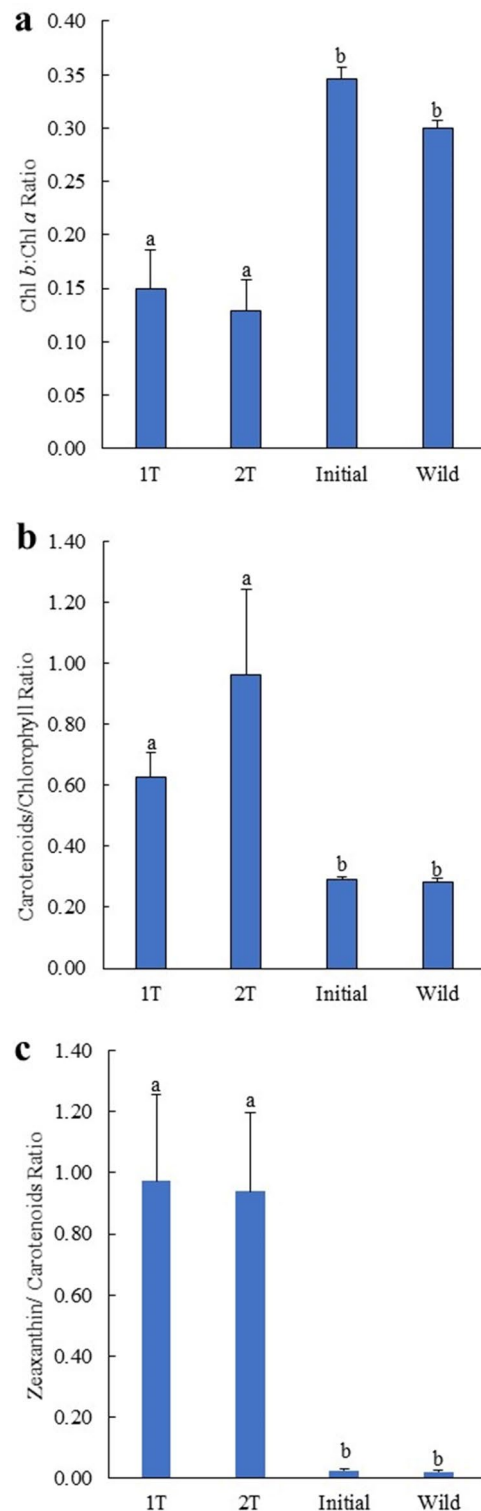 a
Chl b:Chl a Ratio
0.40
0.35
0.30
0.25
0.20
0.15
0.10
0.05
0.00
a
a
b
b
1T 2T Initial Wild
b
Carotenoids/Chlorophyll Ratio
1.40
1.20
1.00
0.80
0.60
0.40
0.20
0.00
a
a
b
b
1T 2T Initial Wild
c
Zeaxanthin/ Carotenoids Ratio
1.40
1.20
1.00
0.80
0.60
0.40
0.20
0.00
a
a
b
b
1T 2T Initial Wild